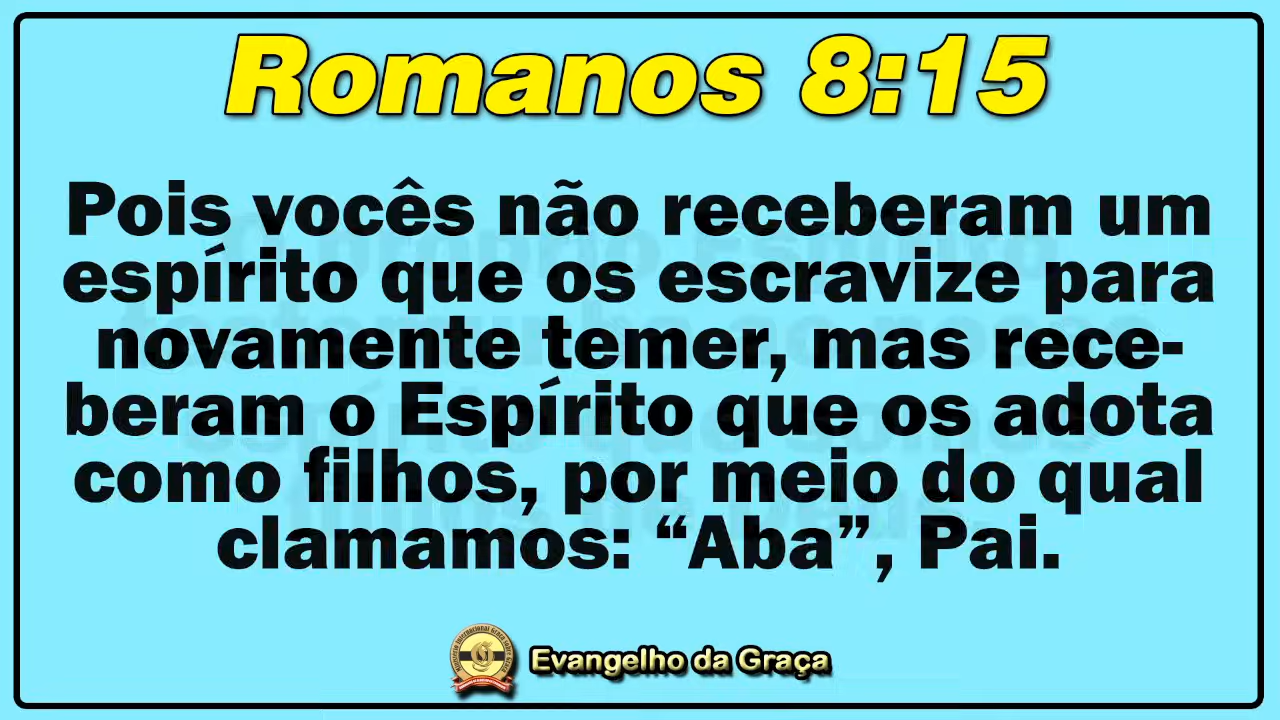 Romanos 8:15
Pois vocês não receberam um
espírito que os escravize para
novamente temer, mas rece-
beram o Espírito que os adota
como filhos, por meio do qual
clamamos: “Aba”, Pai.
Evangelho da Graça